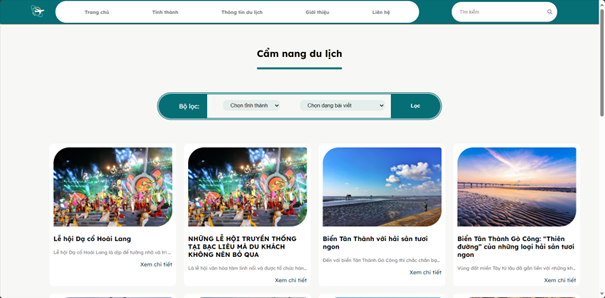 Trang chủ
Tỉnh thành
Thông tin du lịch
Giới thiệu
Liên hệ
Tìm kiếm
Cẩm nang du lịch
Bộ lọc:
Chọn tỉnh thành
Chọn dạng bài viết
Lọc
Lễ hội Dạ cổ Hoài Lang
Lễ hội Dạ cổ Hoài Lang là dịp để tưởng nhớ và tri ...
Xem chi tiết
NHỮNG LỄ HỘI TRUYỀN THỐNG
TẠI BẠC LIÊU MÀ DU KHÁCH
KHÔNG NÊN BỎ QUA
Là lễ hội văn hóa tâm linh nổi và được tổ chức hàn...
Xem chi tiết
Biển Tân Thành với hải sản tươi
ngon
Đến với biển Tân Thành Gò Công thì chắc chắn bạ...
Xem chi tiết
Biển Tân Thành Gò Công: “Thiên
đường” của những loại hải sản tươi
ngon
Vùng đất miền Tây từ lâu đã gắn liền với những kh...
Xem chi tiết